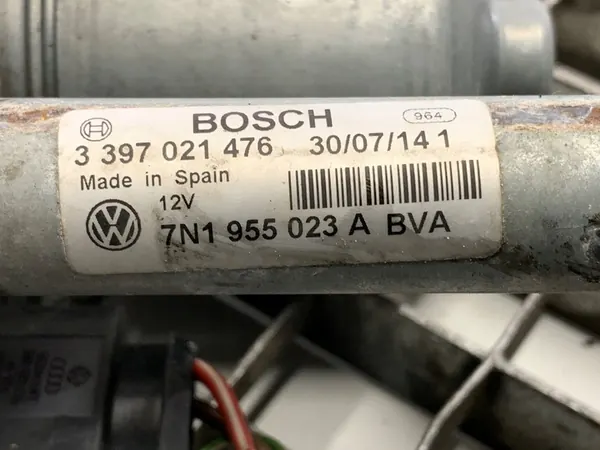 BOSCH 964
3 397 021 476 30/07/14 1
Made in Spain
12V
7N1 955 023 A BVA